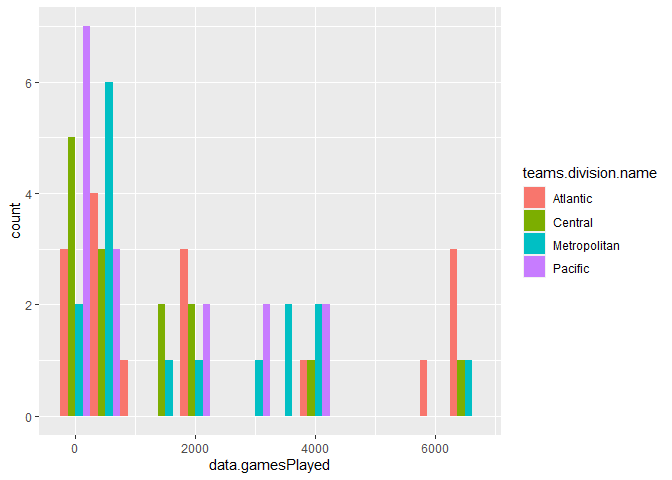 6
4
2
0
count
0 2000 4000 6000
data.gamesPlayed
teams.division.name
Atlantic
Central
Metropolitan
Pacific